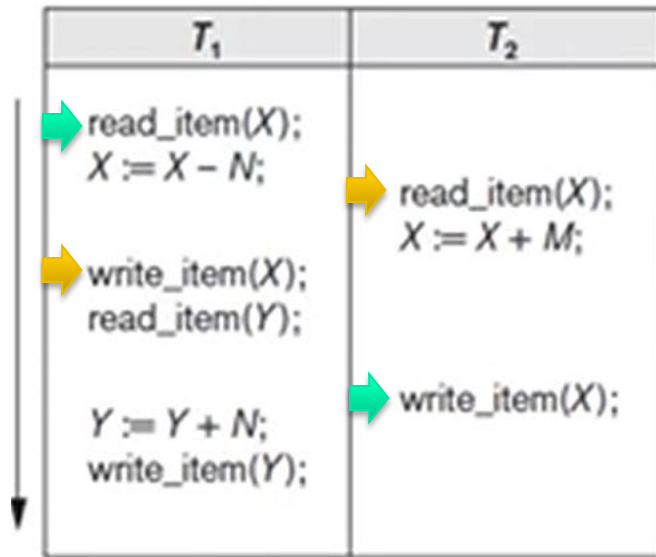 T₁ T₂
read_item(X);
X := X – N;
read_item(X);
X := X + M;
write_item(X);
read_item(Y);
write_item(X);
Y := Y + N;
write_item(Y);